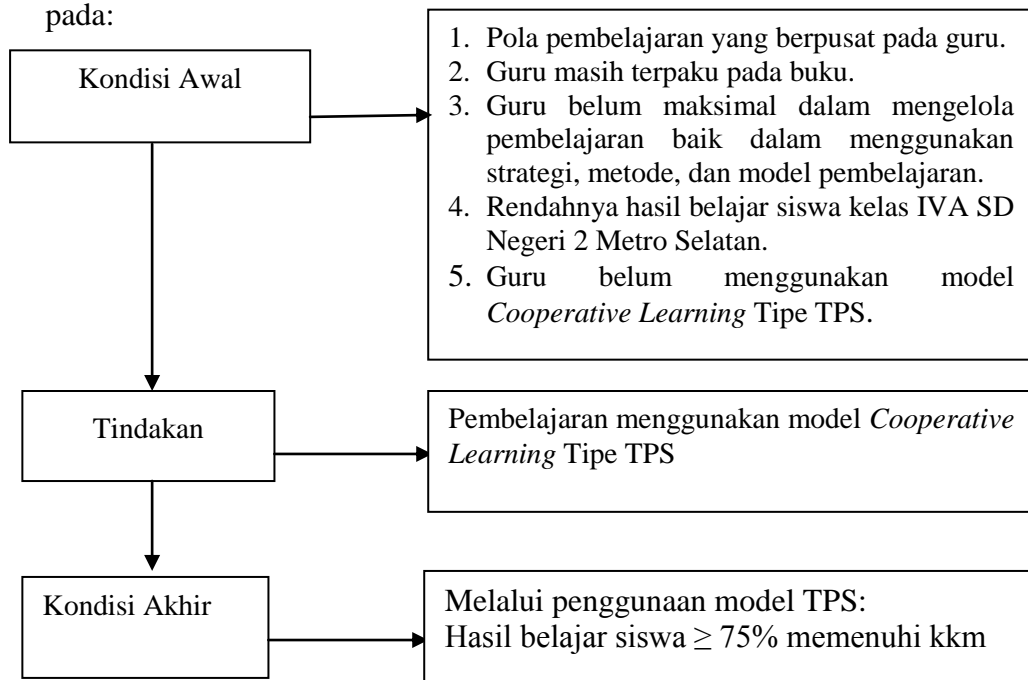 pada:
Kondisi Awal
1. Pola pembelajaran yang berpusat pada guru.
2. Guru masih terpaku pada buku.
3. Guru belum maksimal dalam mengelola
pembelajaran baik dalam menggunakan
strategi, metode, dan model pembelajaran.
4. Rendahnya hasil belajar siswa kelas IVA SD
Negeri 2 Metro Selatan.
5. Guru belum menggunakan model
Cooperative Learning Tipe TPS.
Tindakan
Pembelajaran menggunakan model Cooperative
Learning Tipe TPS
Kondisi Akhir
Melalui penggunaan model TPS:
Hasil belajar siswa ≥ 75% memenuhi kkm